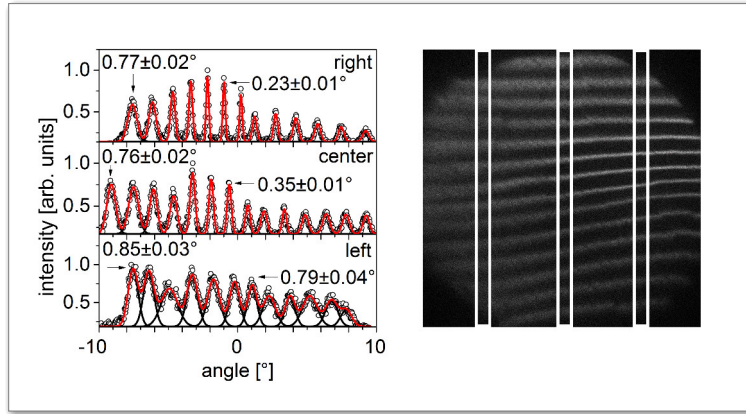 0.77±0.02° right
1.0
0.23±0.01°
0.5
0.76±0.02° center
1.0
0.35±0.01°
0.5
0.85±0.03° left
1.0
0.79±0.04°
0.5
intensity [arb. units]
-10 0 10
angle [°]